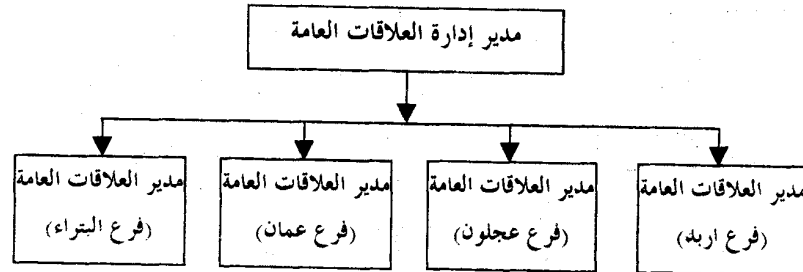 مدير إدارة العلاقات العامة
مدير العلاقات العامة
(فرع اربد)
مدير العلاقات العامة
(فرع عجلون)
مدير العلاقات العامة
(فرع عمان)
مدير العلاقات العامة
(فرع البتراء)